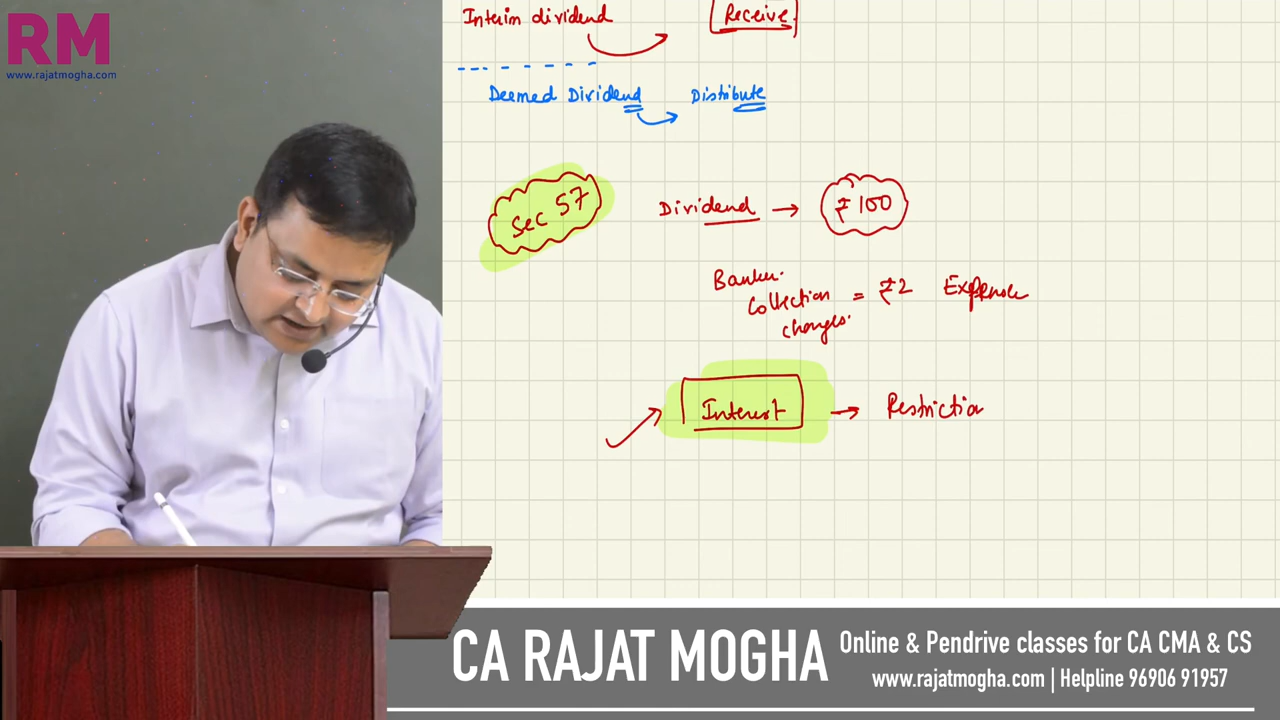 RM
www.rajatmogha.com
Interim dividend Receive
Deemed Dividend Distribute
Sec 57 Dividend → ₹100
Banker
Collection = ₹2 Expense
charges.
Interest → Restriction
CA RAJAT MOGHA
Online & Pendrive classes for CA CMA & CS
www.rajatmogha.com | Helpline 96906 91957